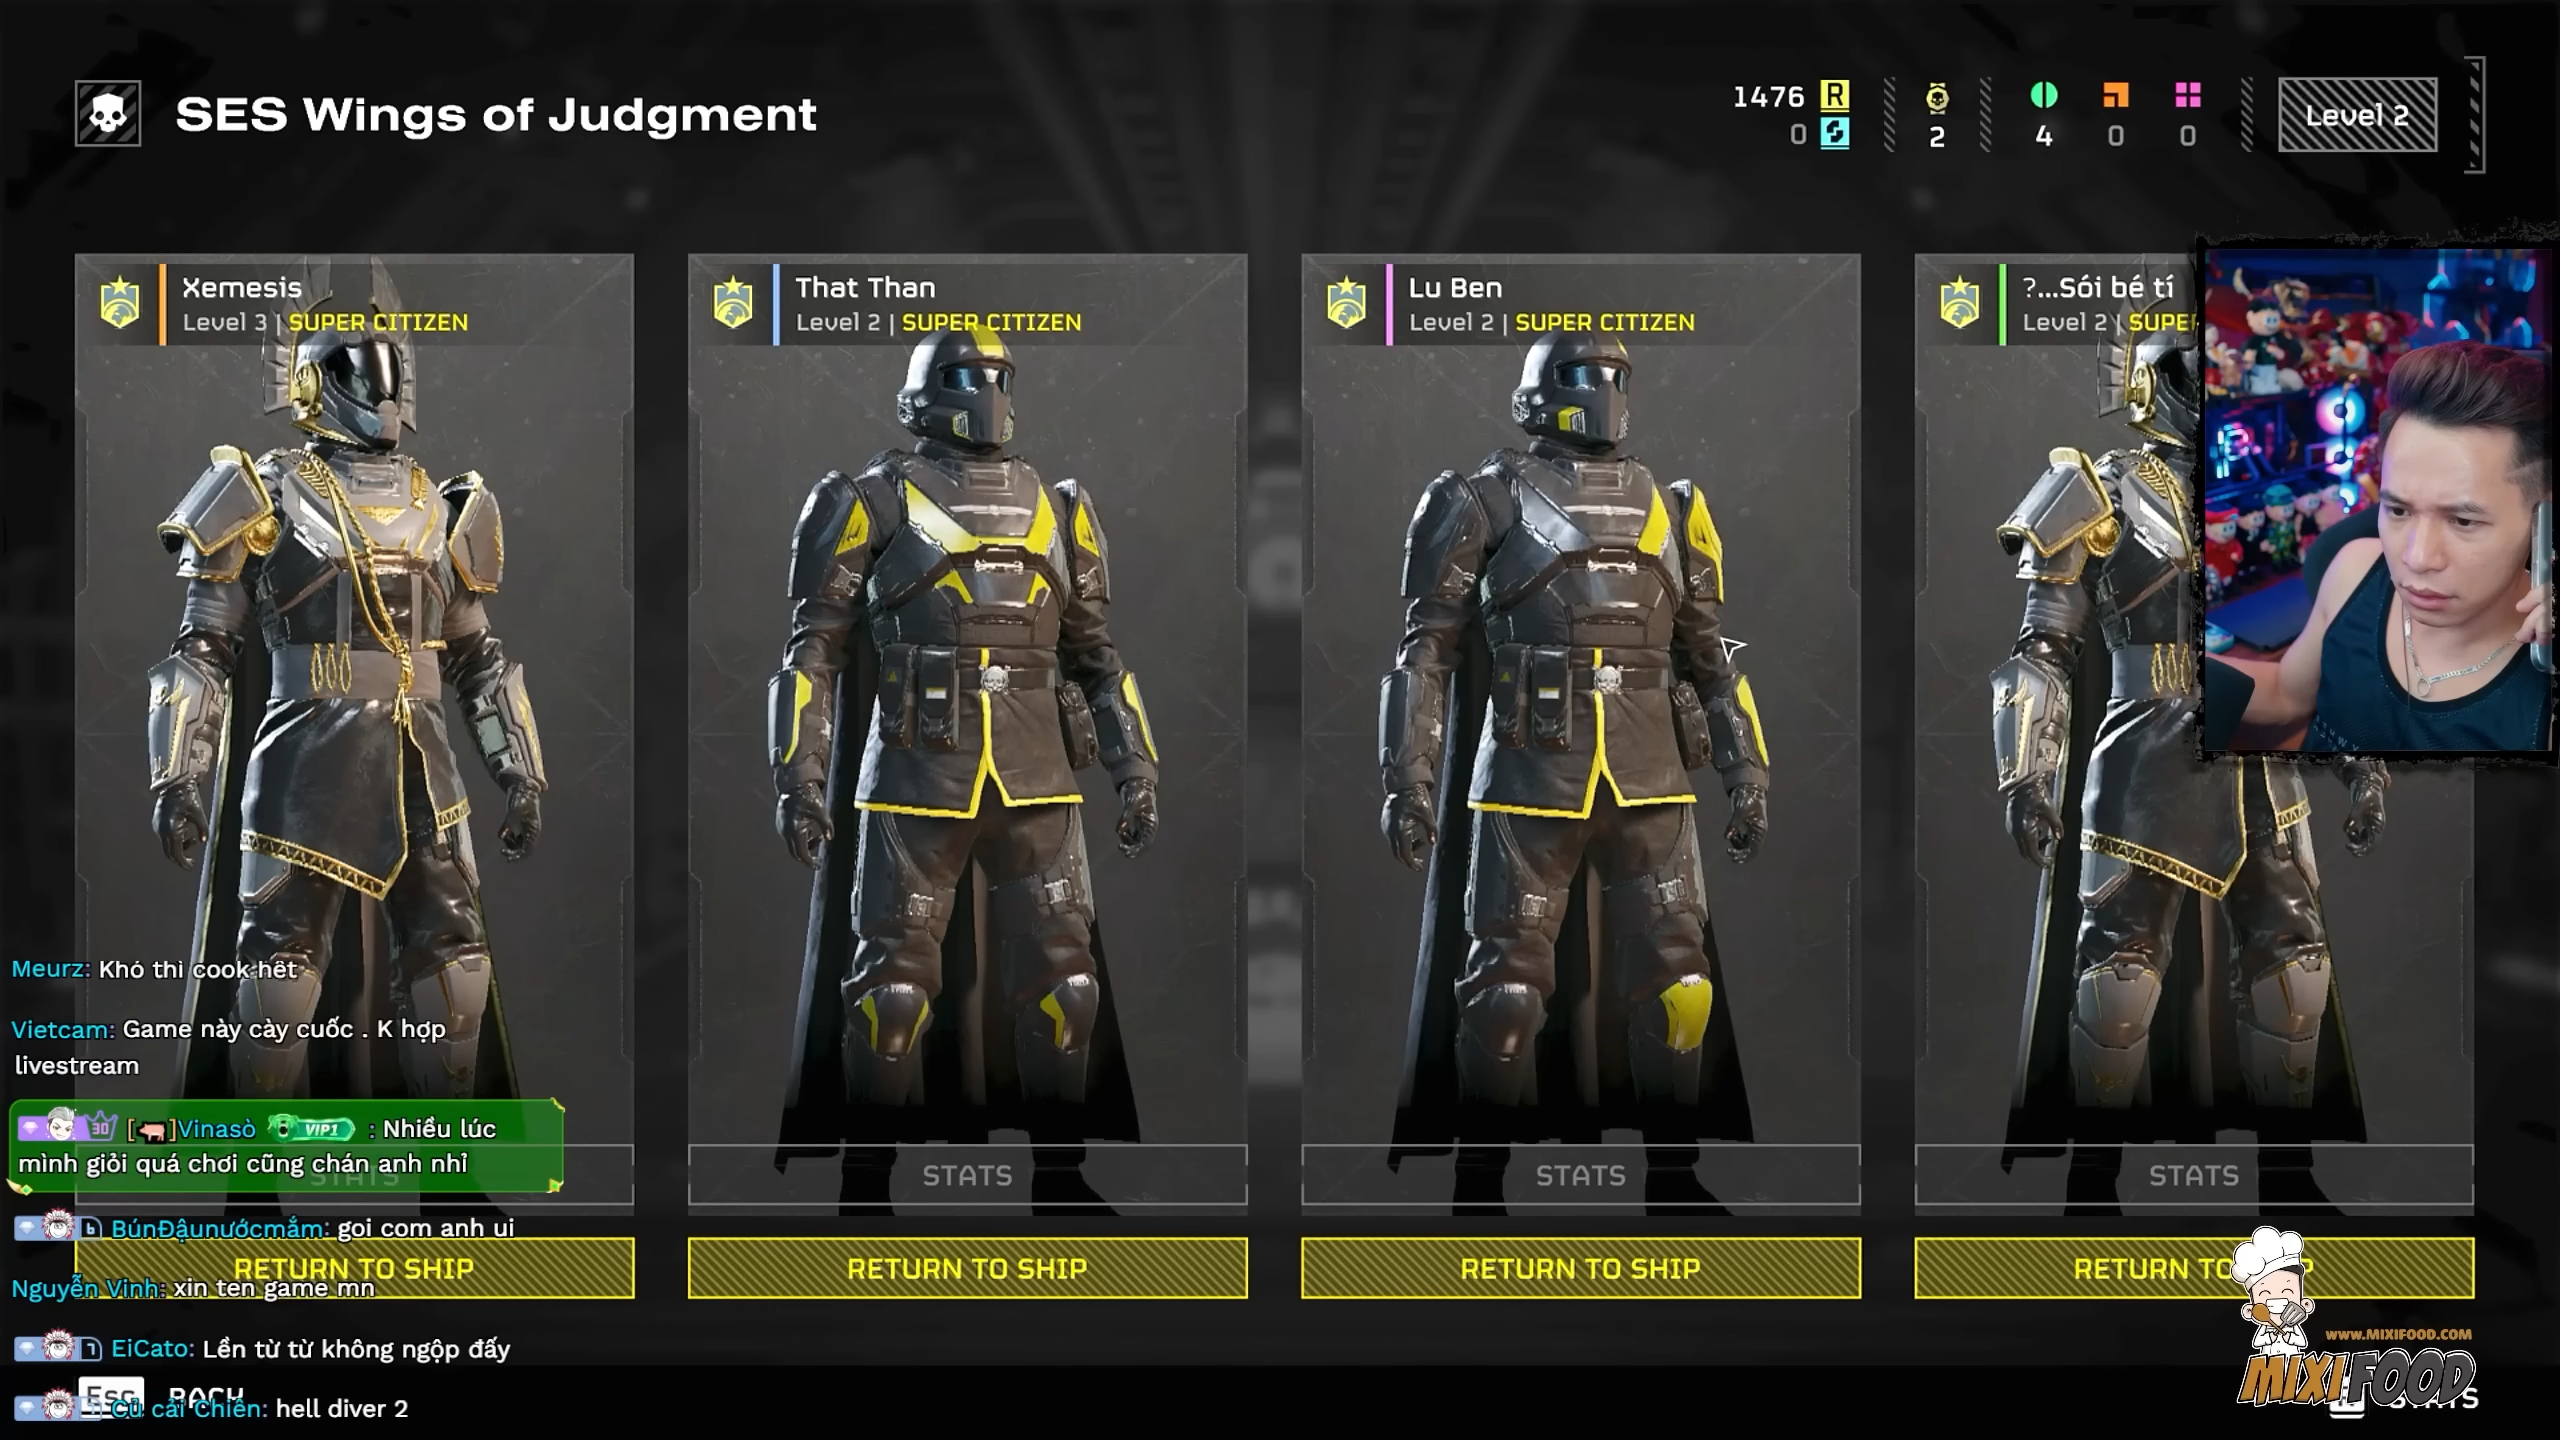 SES Wings of Judgment
1476 R
0
2
4
0
0
Level 2
Xemesis
Level 3 | SUPER CITIZEN
That Than
Level 2 | SUPER CITIZEN
Lu Ben
Level 2 | SUPER CITIZEN
?...Sói bé tí
Level 2 |
Meurz: Khó thì cook hết
Vietcam: Game này cày cuốc . K hợp
livestream
30 []Vinasò VIP1 : Nhiều lúc
mình giỏi quá chơi cũng chán anh nhỉ
STATS
STATS
STATS
STATS
6 BúnĐậunướcmắm: goi com anh ui
RETURN TO SHIP
RETURN TO SHIP
RETURN TO SHIP
RETURN TO
Nguyễn Vinh: xin ten game mn
EiCato: Lền từ từ không ngộp đấy
Esc BACK
Củ cải Chiên: hell diver 2
WWW.MIXIFOOD.COM
MIXIFOOD
STATS